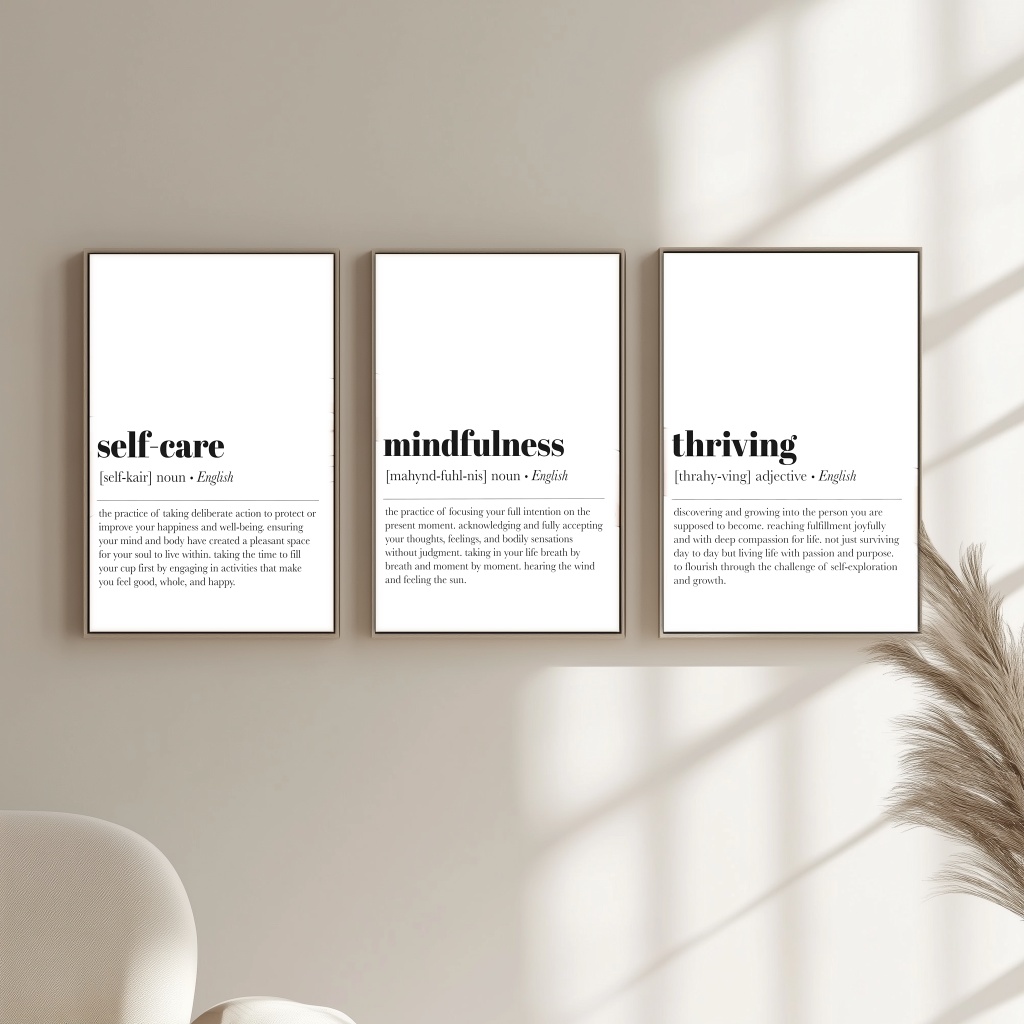 self-care
[self-kair] noun • English
the practice of taking deliberate action to protect or
improve your happiness and well-being. ensuring
your mind and body have created a pleasant space
for your soul to live within. taking the time to fill
your cup first by engaging in activities that make
you feel good, whole, and happy.
mindfulness
[mahynd-fuhl-nis] noun • English
the practice of focusing your full intention on the
present moment. acknowledging and fully accepting
your thoughts, feelings, and bodily sensations
without judgment. taking in your life breath by
breath and moment by moment. hearing the wind
and feeling the sun.
thriving
[thrahy-ving] adjective • English
discovering and growing into the person you are
supposed to become. reaching fulfillment joyfully
and with deep compassion for life. not just surviving
day to day but living life with passion and purpose.
to flourish through the challenge of self-exploration
and growth.